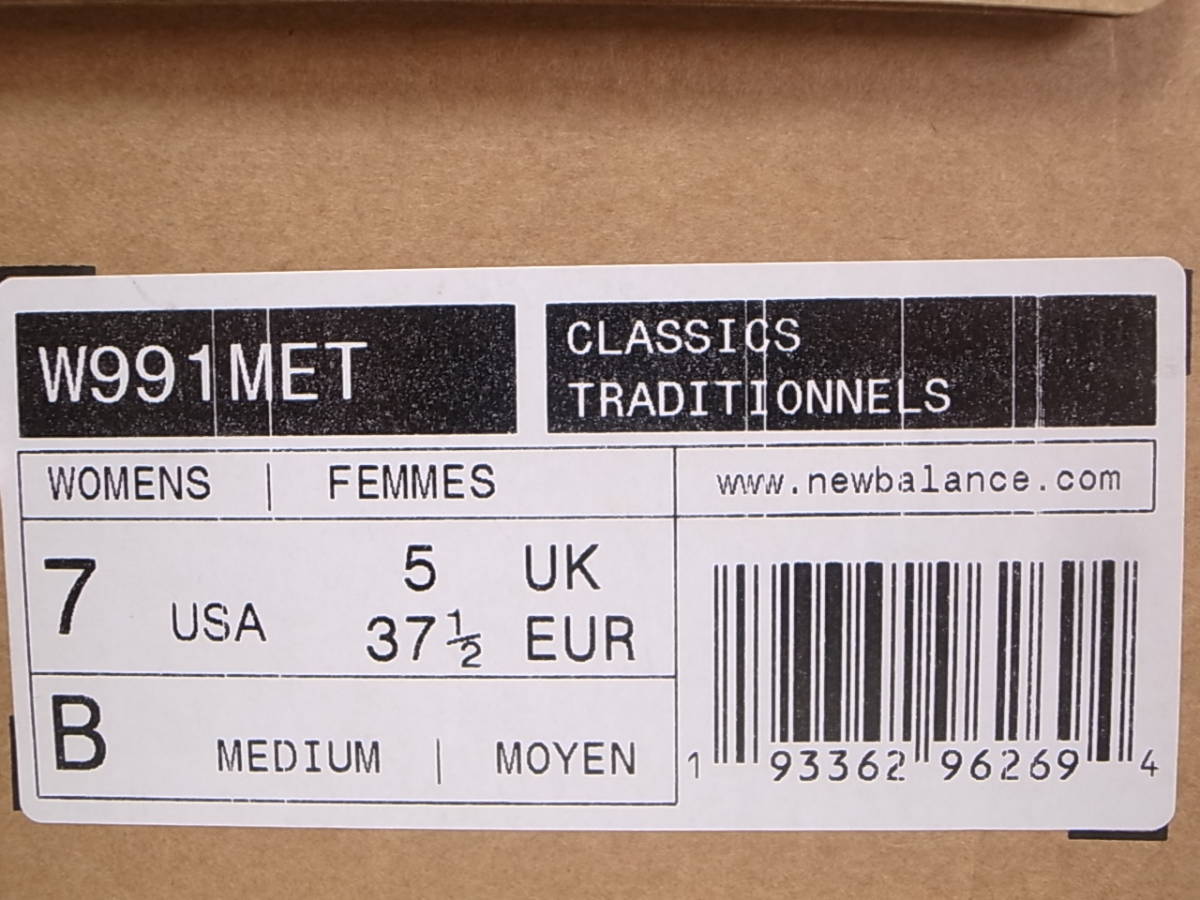 W991MET
CLASSICS
TRADITIONNELS
WOMENS | FEMMES
www.newbalance.com
7 USA
5 UK
37½ EUR
B MEDIUM | MOYEN
1 93362 96269 4